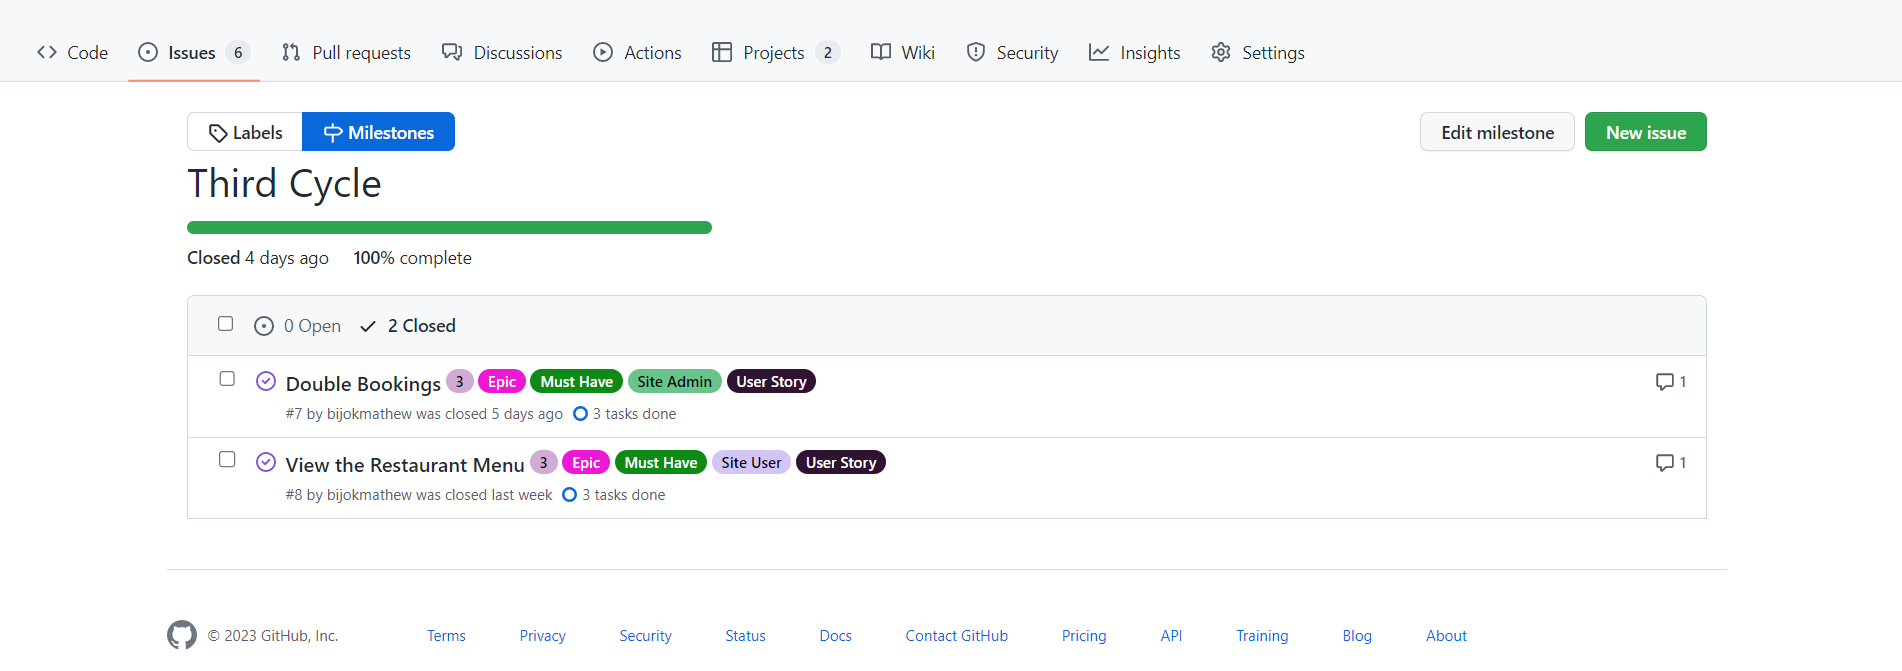 Code Issues 6 Pull requests Discussions Actions Projects 2 Wiki Security Insights Settings
Labels Milestones Edit milestone New issue
Third Cycle
Closed 4 days ago 100% complete
0 Open 2 Closed
Double Bookings 3 Epic Must Have Site Admin User Story 1
#7 by bijokmathew was closed 5 days ago 3 tasks done
View the Restaurant Menu 3 Epic Must Have Site User User Story 1
#8 by bijokmathew was closed last week 3 tasks done
© 2023 GitHub, Inc. Terms Privacy Security Status Docs Contact GitHub Pricing API Training Blog About